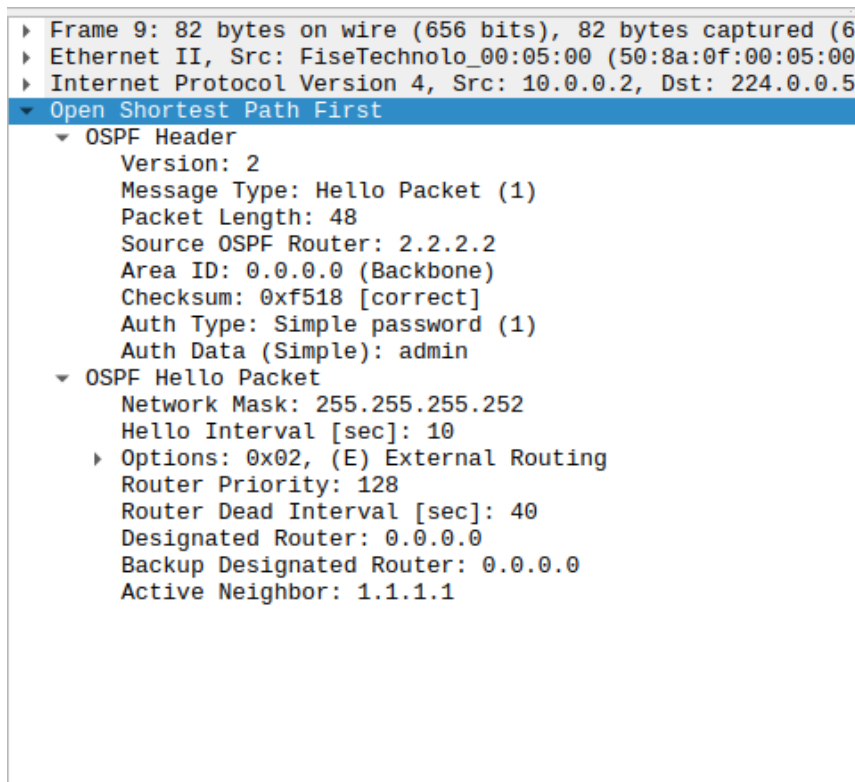 Frame 9: 82 bytes on wire (656 bits), 82 bytes captured (6
Ethernet II, Src: FiseTechnolo_00:05:00 (50:8a:0f:00:05:00
Internet Protocol Version 4, Src: 10.0.0.2, Dst: 224.0.0.5
Open Shortest Path First
OSPF Header
Version: 2
Message Type: Hello Packet (1)
Packet Length: 48
Source OSPF Router: 2.2.2.2
Area ID: 0.0.0.0 (Backbone)
Checksum: 0xf518 [correct]
Auth Type: Simple password (1)
Auth Data (Simple): admin
OSPF Hello Packet
Network Mask: 255.255.255.252
Hello Interval [sec]: 10
Options: 0x02, (E) External Routing
Router Priority: 128
Router Dead Interval [sec]: 40
Designated Router: 0.0.0.0
Backup Designated Router: 0.0.0.0
Active Neighbor: 1.1.1.1